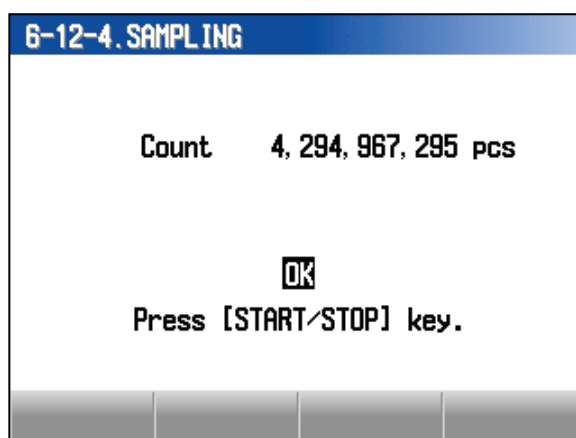 6-12-4.SAMPLING
Count 4,294,967,295 pcs
OK
Press [START/STOP] key.